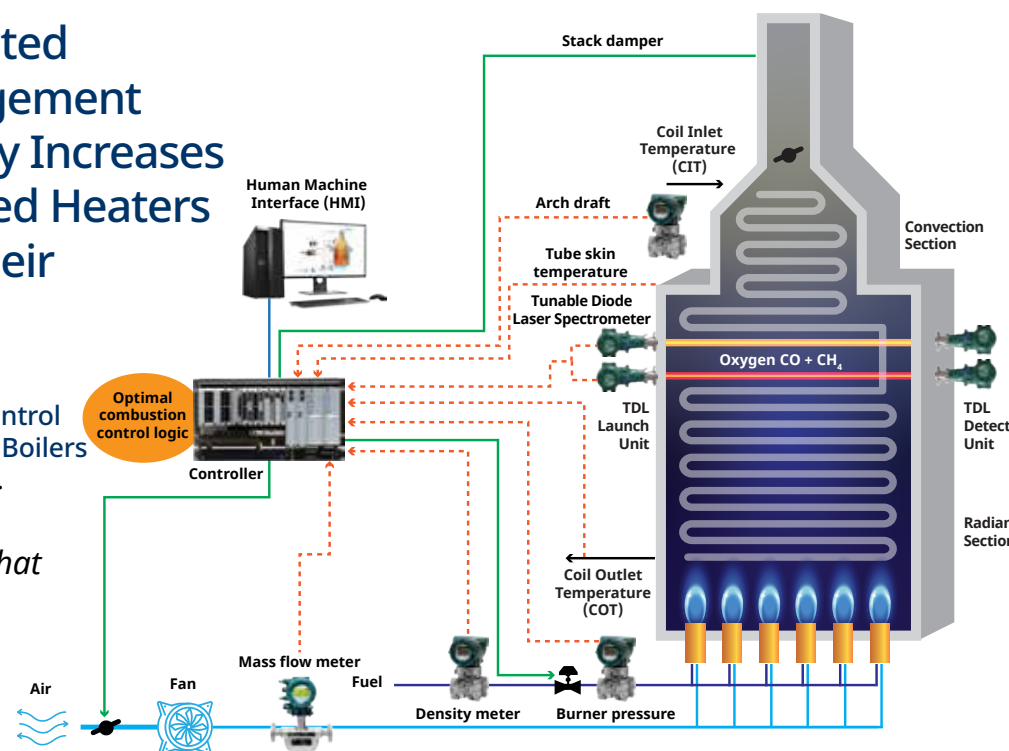 ted
gement
y Increases
ed Heaters
eir
ntrol
Boilers
hat
Stack damper
Coil Inlet
Temperature
(CIT)
Human Machine
Interface (HMI)
Arch draft
Convection
Section
Tube skin
temperature
Tunable Diode
Laser Spectrometer
Oxygen CO + CH₄
Optimal
combustion
control logic
TDL
Launch
Unit
TDL
Detect
Unit
Controller
Radian
Section
Coil Outlet
Temperature
(COT)
Mass flow meter
Fuel
Air
Fan
Density meter
Burner pressure